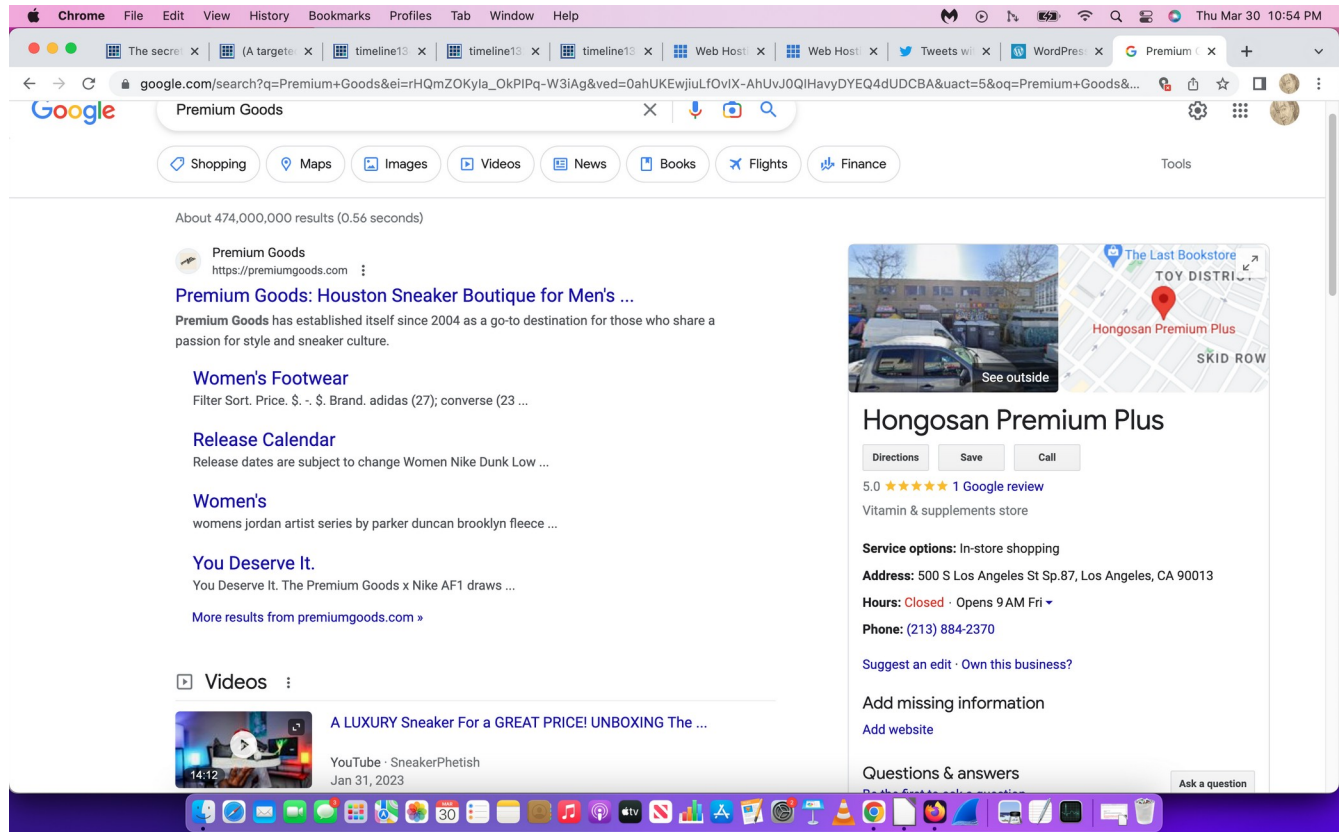 Chrome File Edit View History Bookmarks Profiles Tab Window Help Thu Mar 30 10:54 PM
The secre (A targete timeline13 timeline13 timeline13 Web Hosti Web Hosti Tweets wi WordPres Premium G
google.com/search?q=Premium+Goods&ei=rHQmZOKyIa_OkPIPq-W3iAg&ved=0ahUKEwjiuLfOvIX-AhUvJ0QIHavyDYEQ4dUDCBA&uact=5&oq=Premium+Goods&...
Google
Premium Goods
Shopping Maps Images Videos News Books Flights Finance Tools
About 474,000,000 results (0.56 seconds)
Premium Goods
https://premiumgoods.com
Premium Goods: Houston Sneaker Boutique for Men's ...
Premium Goods has established itself since 2004 as a go-to destination for those who share a
passion for style and sneaker culture.
Women's Footwear
Filter Sort. Price. $. -. $. Brand. adidas (27); converse (23 ...
Release Calendar
Release dates are subject to change Women Nike Dunk Low ...
Women's
womens jordan artist series by parker duncan brooklyn fleece ...
You Deserve It.
You Deserve It. The Premium Goods x Nike AF1 draws ...
More results from premiumgoods.com »
Videos
A LUXURY Sneaker For a GREAT PRICE! UNBOXING The ...
YouTube · SneakerPhetish
Jan 31, 2023
14:12
See outside
The Last Bookstore
TOY DISTRI
Hongosan Premium Plus
SKID ROW
Hongosan Premium Plus
Directions Save Call
5.0 1 Google review
Vitamin & supplements store
Service options: In-store shopping
Address: 500 S Los Angeles St Sp.87, Los Angeles, CA 90013
Hours: Closed · Opens 9 AM Fri
Phone: (213) 884-2370
Suggest an edit · Own this business?
Add missing information
Add website
Questions & answers
Ask a question
Be the first to ask a question
MAR
30
tv